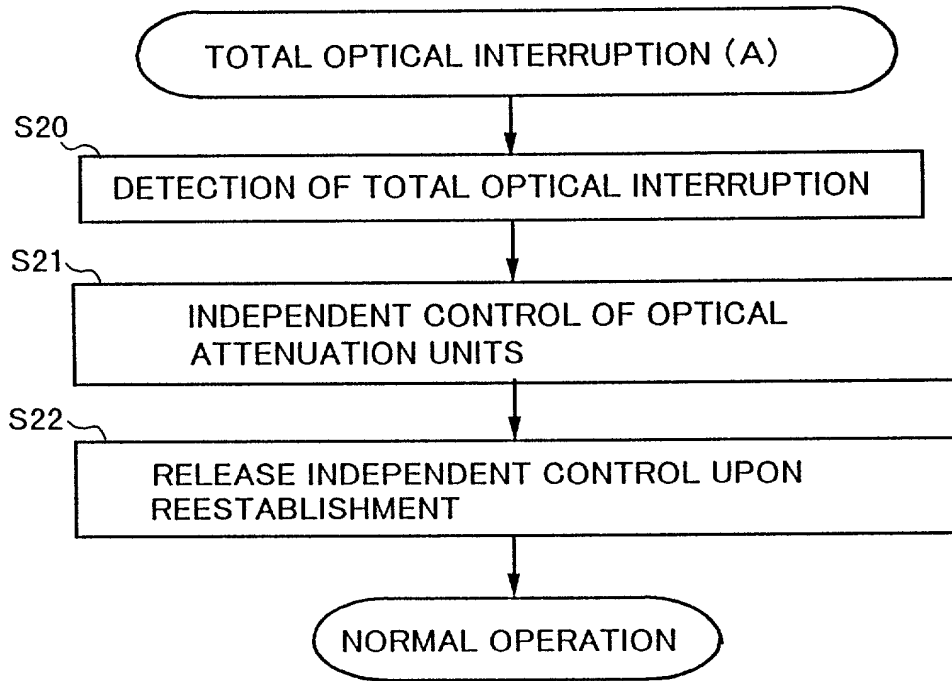 TOTAL OPTICAL INTERRUPTION (A)
S20
DETECTION OF TOTAL OPTICAL INTERRUPTION
S21
INDEPENDENT CONTROL OF OPTICAL
ATTENUATION UNITS
S22
RELEASE INDEPENDENT CONTROL UPON
REESTABLISHMENT
NORMAL OPERATION